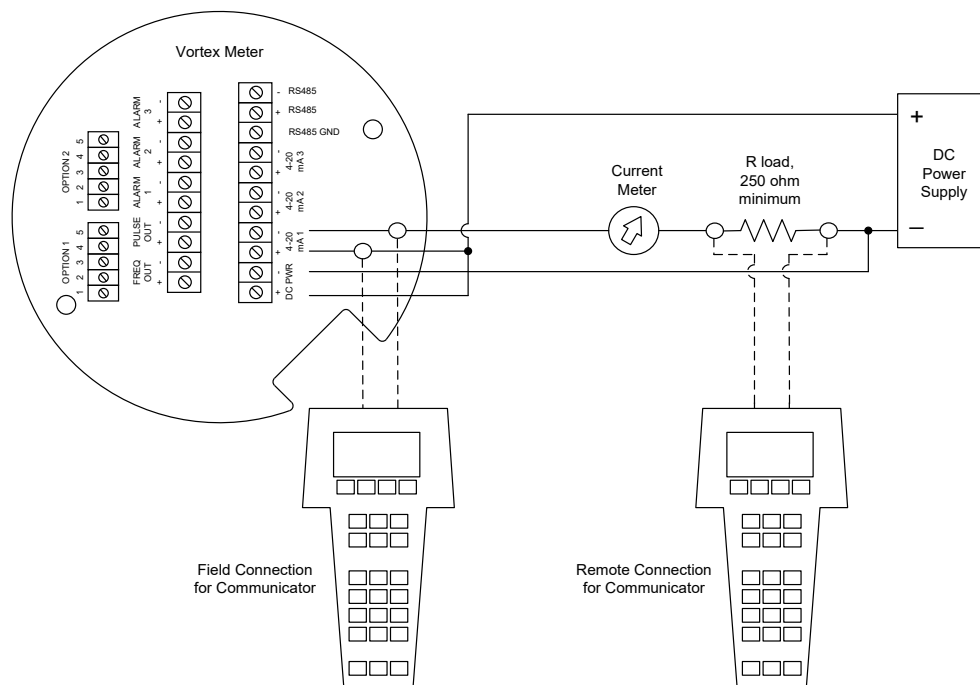 Vortex Meter
- RS485
+ RS485
RS485 GND
- 4-20
+ mA 3
- 4-20
+ mA 2
- 4-20
+ mA 1
- DC PWR
+
ALARM
3
-
+
ALARM
2
-
+
ALARM
1
-
+
PULSE
OUT
-
+
FREQ
OUT
-
+
OPTION 2
5
4
3
2
1
OPTION 1
5
4
3
2
1
Current
Meter
R load,
250 ohm
minimum
+
DC
Power
Supply
–
Field Connection
for Communicator
Remote Connection
for Communicator